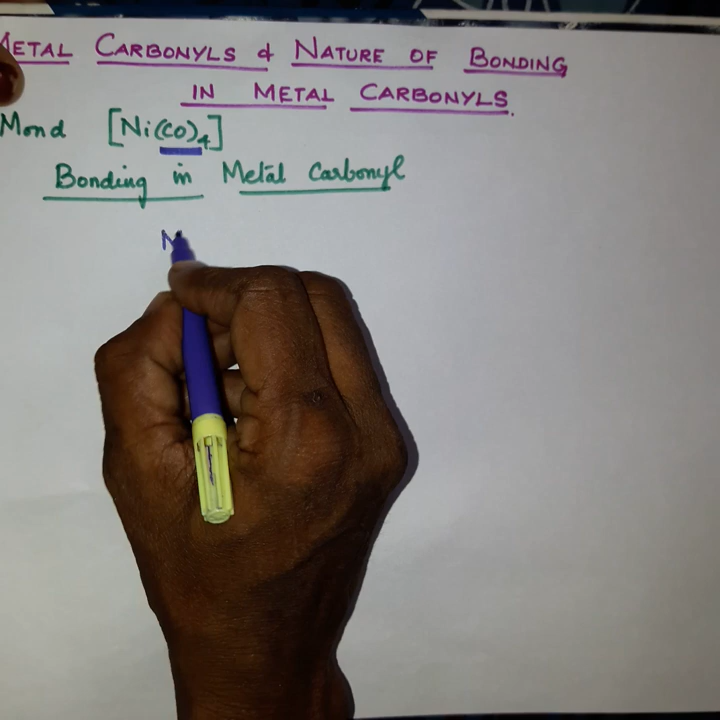 METAL CARBONYLS & NATURE OF BONDING
IN METAL CARBONYLS.
Mond [Ni(CO)4]
Bonding in Metal Carbonyl